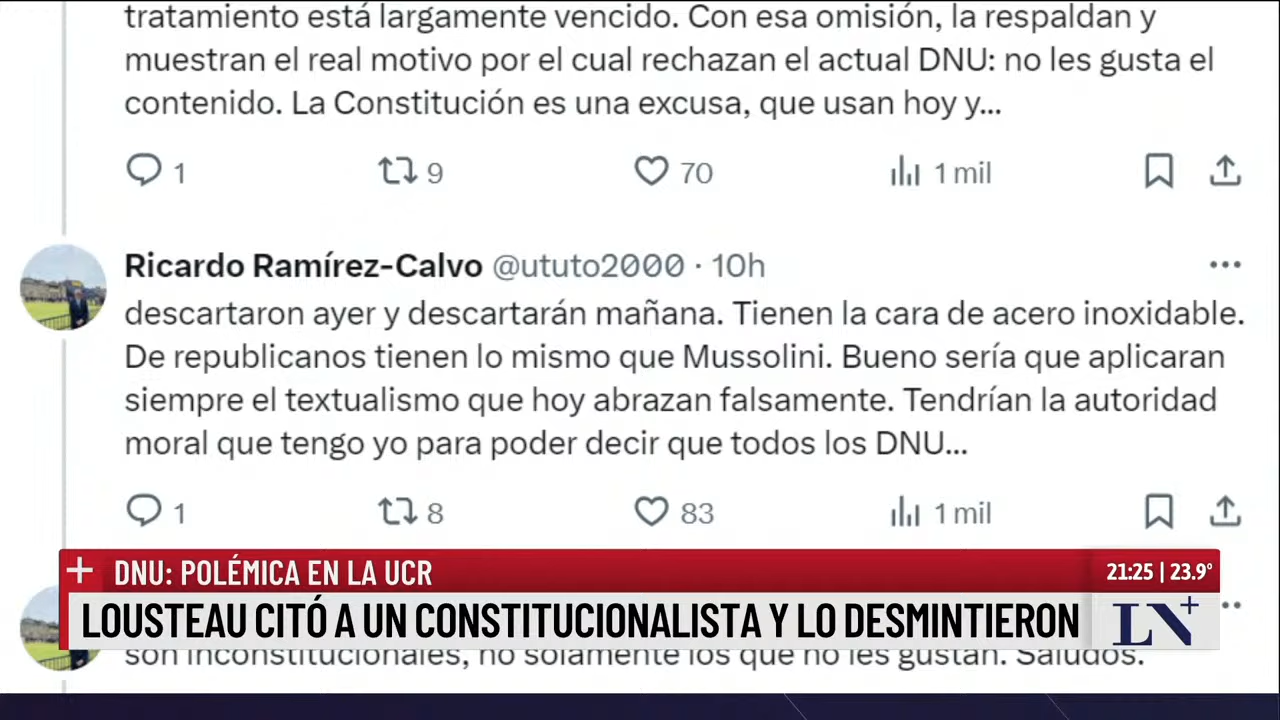 tratamiento está largamente vencido. Con esa omisión, la respaldan y
muestran el real motivo por el cual rechazan el actual DNU: no les gusta el
contenido. La Constitución es una excusa, que usan hoy y...
1 9 70 1 mil
Ricardo Ramírez-Calvo @ututo2000 · 10h
descartaron ayer y descartarán mañana. Tienen la cara de acero inoxidable.
De republicanos tienen lo mismo que Mussolini. Bueno sería que aplicaran
siempre el textualismo que hoy abrazan falsamente. Tendrían la autoridad
moral que tengo yo para poder decir que todos los DNU...
1 8 83 1 mil
DNU: POLÉMICA EN LA UCR
21:25 | 23.9°
LOUSTEAU CITÓ A UN CONSTITUCIONALISTA Y LO DESMINTIERON
LN+
son inconstitucionales, no solamente los que no les gustan. Saludos.